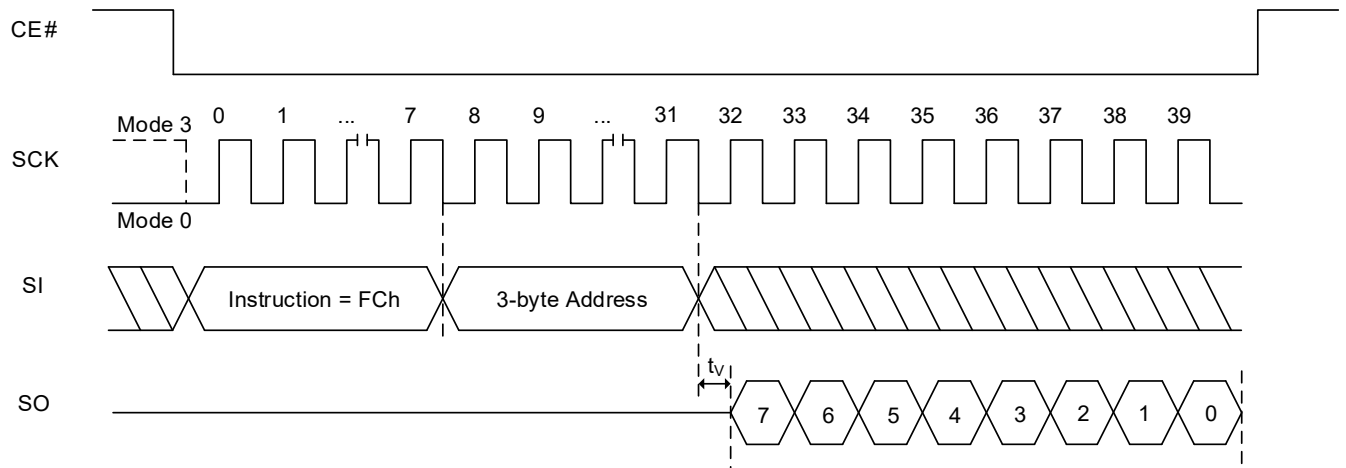 CE#
Mode 3 0 1 ... 7 8 9 ... 31 32 33 34 35 36 37 38 39
SCK
Mode 0
SI Instruction = FCh 3-byte Address
tV
SO 7 6 5 4 3 2 1 0